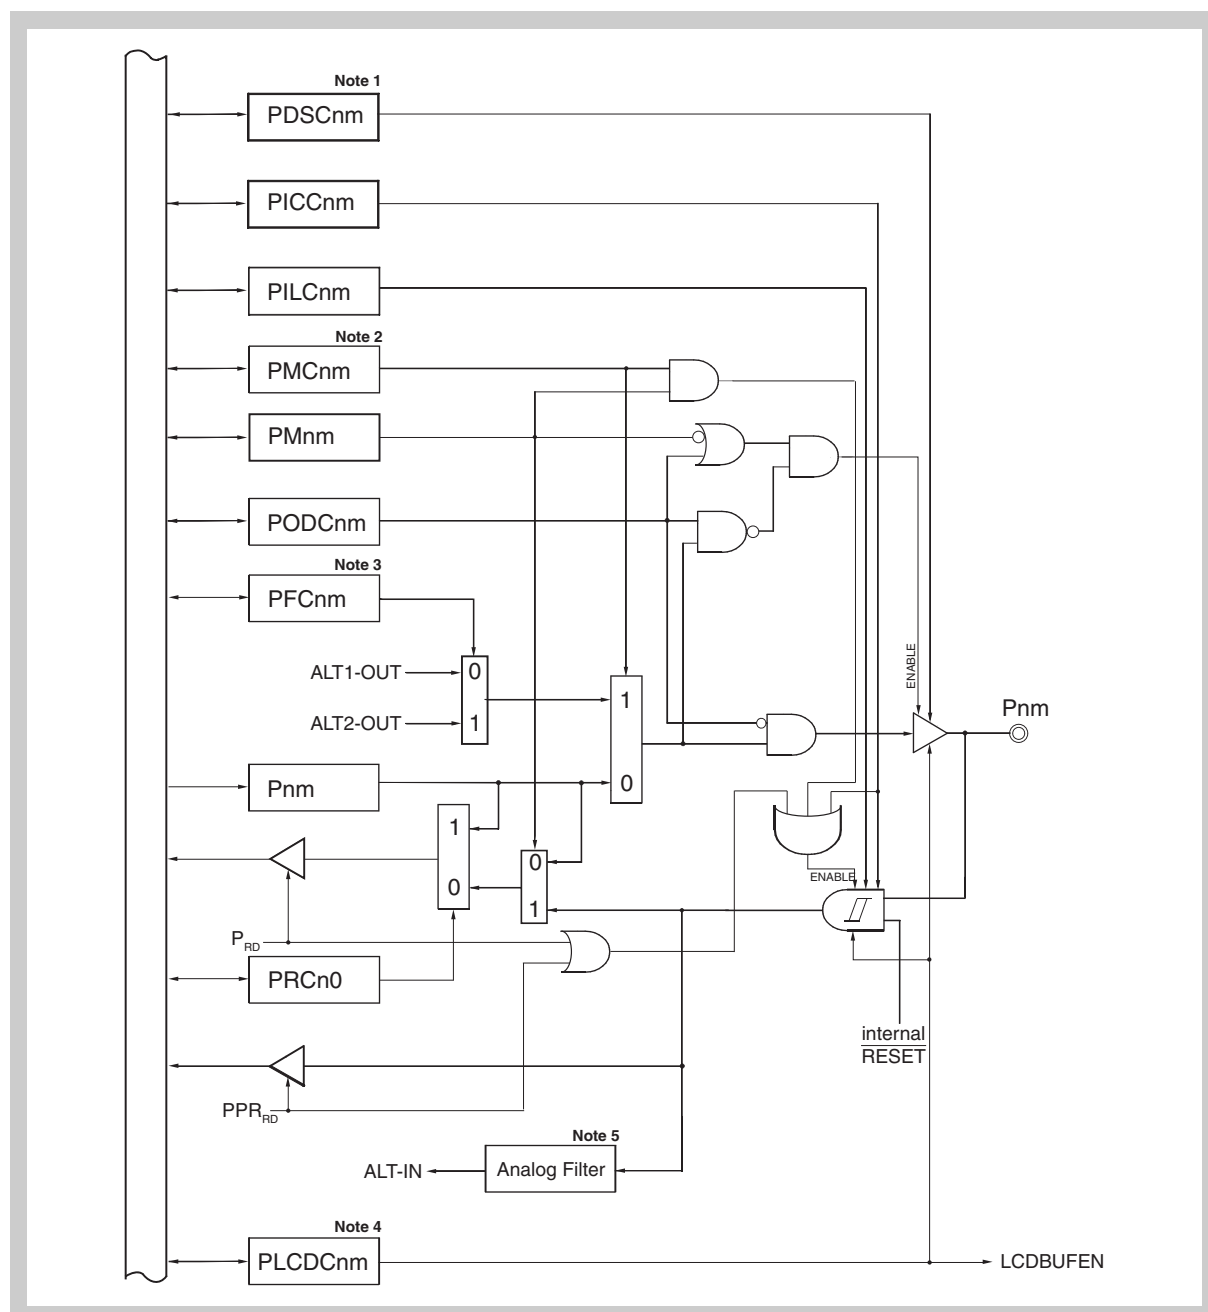 Note 1
PDSCnm
PICCnm
PILCnm
Note 2
PMCnm
PMnm
PODCnm
Note 3
PFCnm
ALT1-OUT
0
ALT2-OUT
1
1
0
ENABLE
Pnm
Pnm
1
0
0
1
ENABLE
PRD
PRCn0
internal
RESET
PPRRD
Note 5
ALT-IN
Analog Filter
Note 4
PLCDCnm
LCDBUFEN